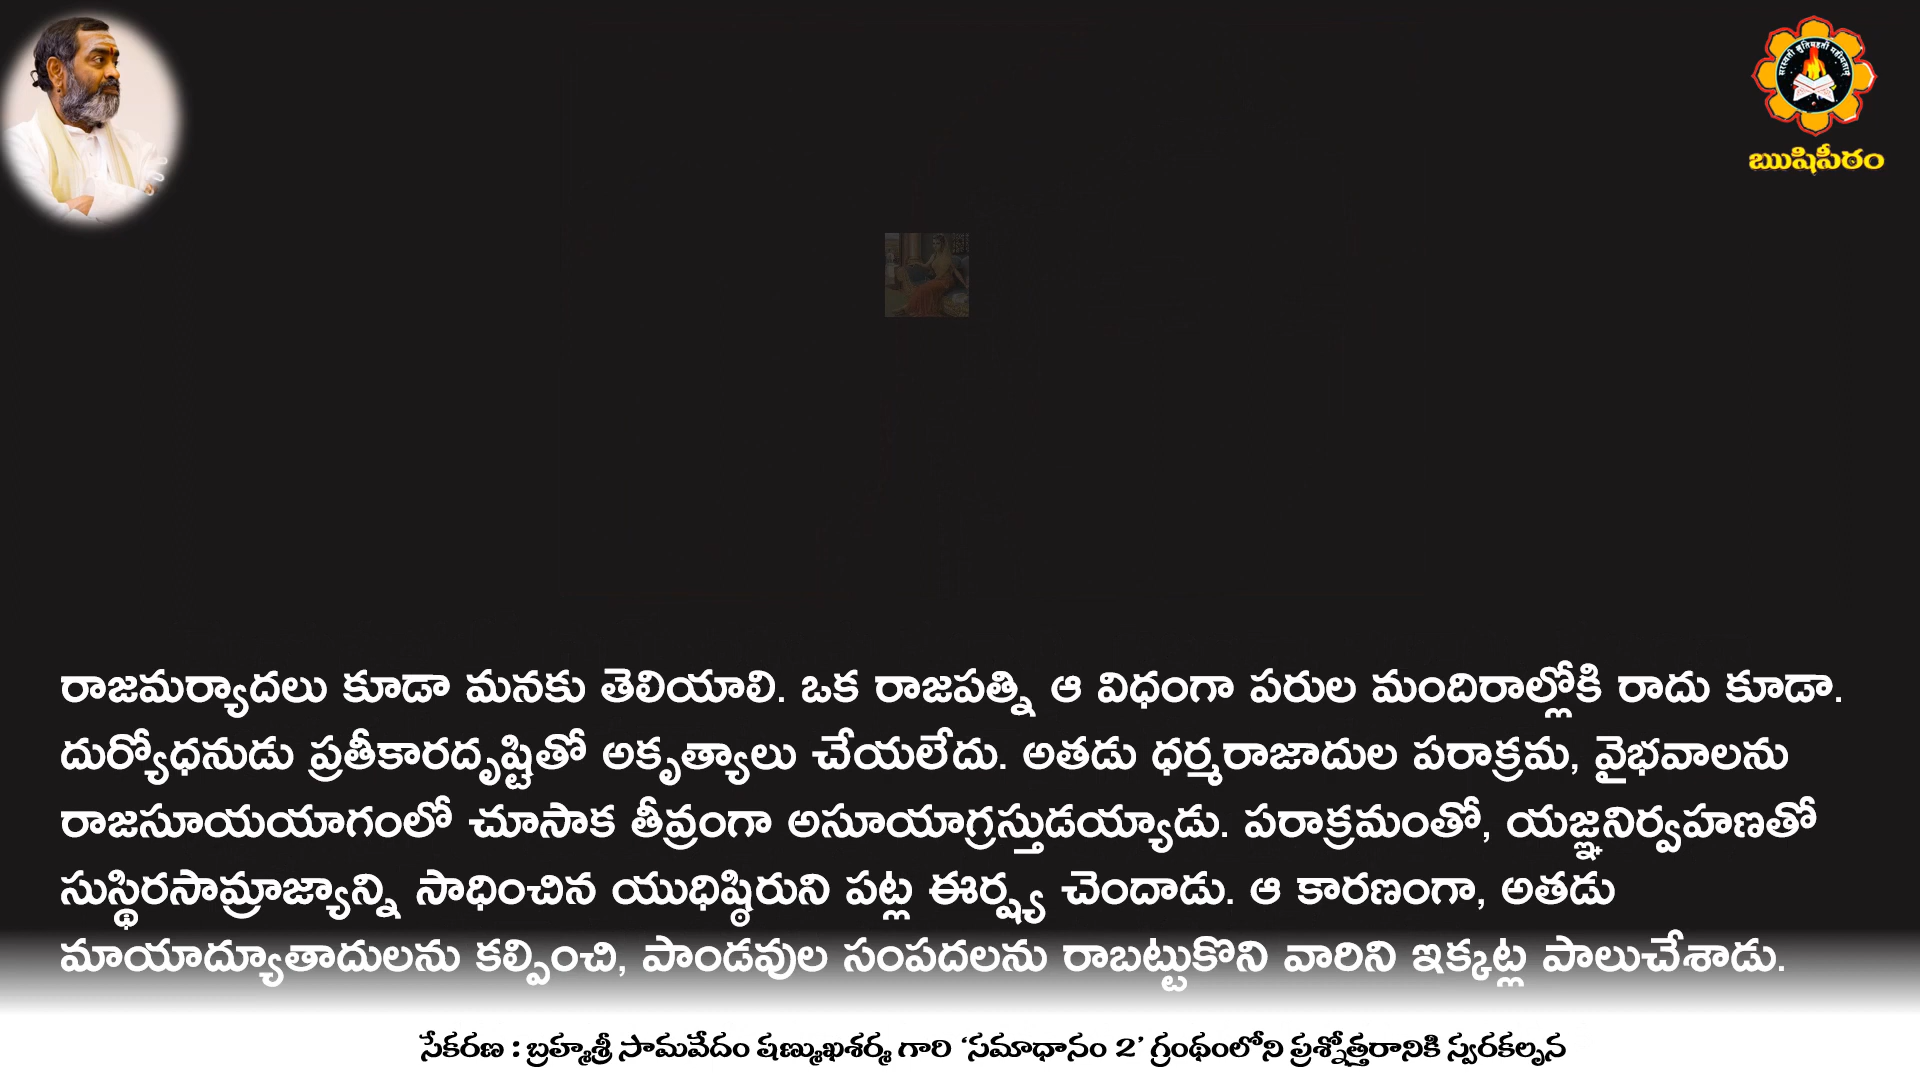 ఋషిపీఠం
రాజమర్యాదలు కూడా మనకు తెలియాలి. ఒక రాజపత్ని ఆ విధంగా పరుల మందిరాల్లోకి రాదు కూడా.
దుర్యోధనుడు ప్రతీకారదృష్టితో అకృత్యాలు చేయలేదు. అతడు ధర్మరాజాదుల పరాక్రమ, వైభవాలను
రాజసూయయాగంలో చూసాక తీవ్రంగా అసూయాగ్రస్తుడయ్యాడు. పరాక్రమంతో, యజ్ఞనిర్వహణతో
సుస్థిరసామ్రాజ్యాన్ని సాధించిన యుధిష్ఠిరుని పట్ల ఈర్ష్య చెందాడు. ఆ కారణంగా, అతడు
మాయాద్యూతాదులను కల్పించి, పాండవుల సంపదలను రాబట్టుకొని వారిని ఇక్కట్ల పాలుచేశాడు.
సేకరణ : బ్రహ్మశ్రీ సామవేదం షణ్ముఖశర్మ గారి ‘సమాధానం 2’ గ్రంథంలోని ప్రశ్నోత్తరానికి స్వరకల్పన